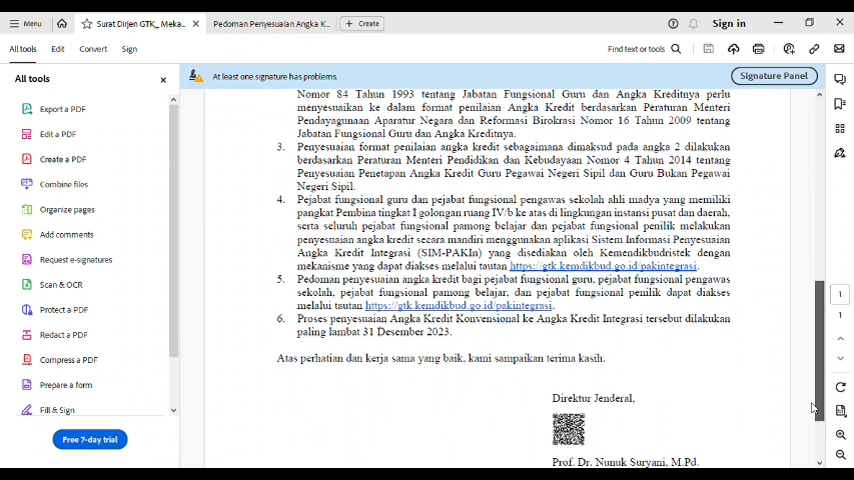 Menu
Surat Dirjen GTK_ Meka...
Pedoman Penyesuaian Angka K...
Create
Sign in
All tools
Edit
Convert
Sign
Find text or tools
All tools
At least one signature has problems.
Signature Panel
Export a PDF
Edit a PDF
Create a PDF
Combine files
Organize pages
Add comments
Request e-signatures
Scan & OCR
Protect a PDF
Redact a PDF
Compress a PDF
Prepare a form
Fill & Sign
Free 7-day trial
Nomor 84 Tahun 1993 tentang Jabatan Fungsional Guru dan Angka Kreditnya perlu
menyesuaikan ke dalam format penilaian Angka Kredit berdasarkan Peraturan Menteri
Pendayagunaan Aparatur Negara dan Reformasi Birokrasi Nomor 16 Tahun 2009 tentang
Jabatan Fungsional Guru dan Angka Kreditnya.
3. Penyesuaian format penilaian angka kredit sebagaimana dimaksud pada angka 2 dilakukan
berdasarkan Peraturan Menteri Pendidikan dan Kebudayaan Nomor 4 Tahun 2014 tentang
Penyesuaian Penetapan Angka Kredit Guru Pegawai Negeri Sipil dan Guru Bukan Pegawai
Negeri Sipil.
4. Pejabat fungsional guru dan pejabat fungsional pengawas sekolah ahli madya yang memiliki
pangkat Pembina tingkat I golongan ruang IV/b ke atas di lingkungan instansi pusat dan daerah,
serta seluruh pejabat fungsional pamong belajar dan pejabat fungsional penilik melakukan
penyesuaian angka kredit secara mandiri menggunakan aplikasi Sistem Informasi Penyesuaian
Angka Kredit Integrasi (SIM-PAKIn) yang disediakan oleh Kemendikbudristek dengan
mekanisme yang dapat diakses melalui tautan https://gtk.kemdikbud.go.id/pakintegrasi.
5. Pedoman penyesuaian angka kredit bagi pejabat fungsional guru, pejabat fungsional pengawas
sekolah, pejabat fungsional pamong belajar, dan pejabat fungsional penilik dapat diakses
melalui tautan https://gtk.kemdikbud.go.id/pakintegrasi.
6. Proses penyesuaian Angka Kredit Konvensional ke Angka Kredit Integrasi tersebut dilakukan
paling lambat 31 Desember 2023.
Atas perhatian dan kerja sama yang baik, kami sampaikan terima kasih.
Direktur Jenderal,
Prof. Dr. Nunuk Suryani, M.Pd.
1
1